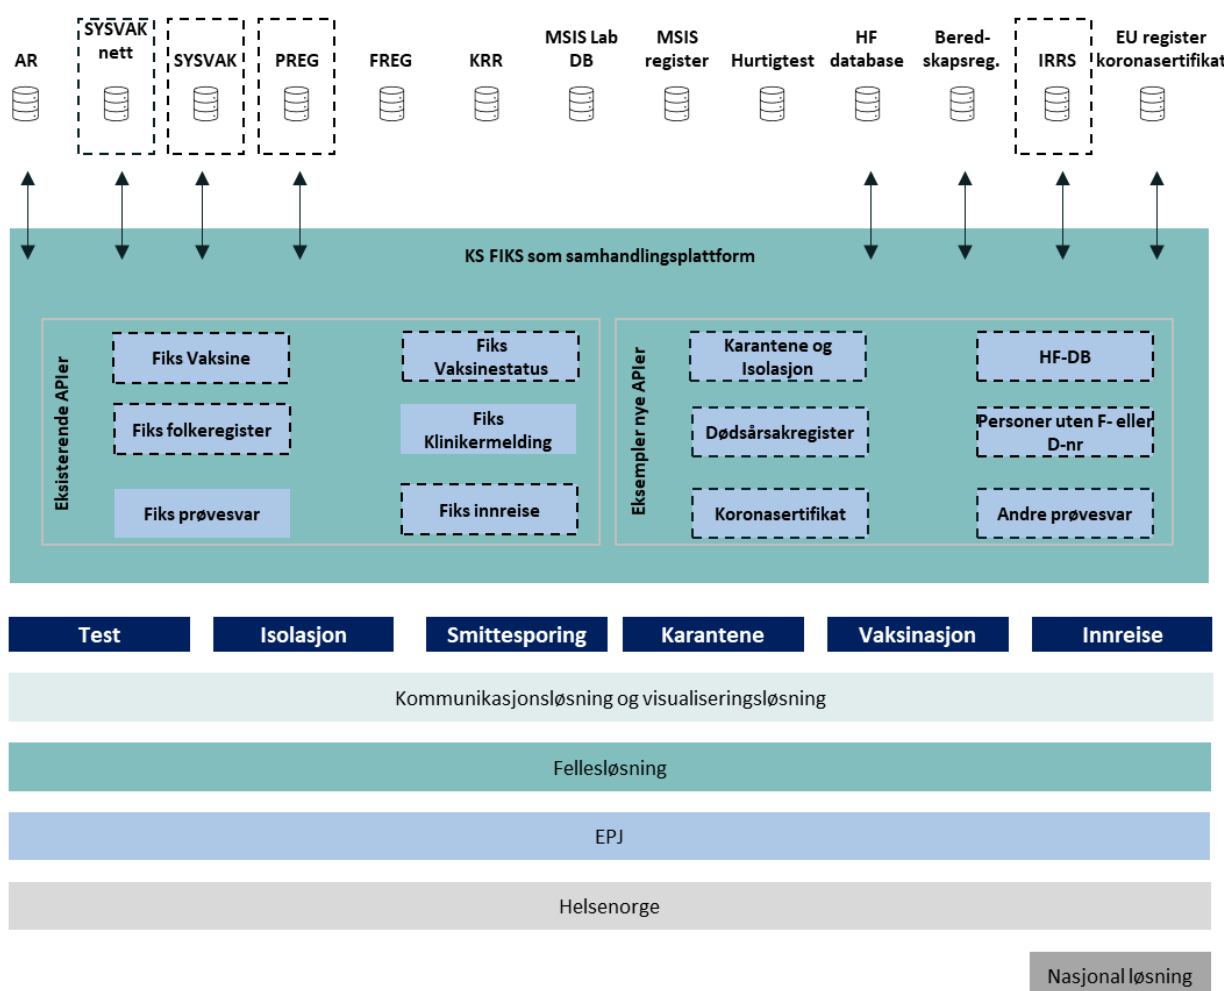 AR
SYSVAK
nett
SYSVAK
PREG
FREG
KRR
MSIS Lab
DB
MSIS
register
Hurtigtest
HF
database
Bered-
skapsreg.
IRRS
EU register
koronasertifikat
KS FIKS som samhandlingsplattform
Eksisterende APIer
Fiks Vaksine
Fiks
Vaksinestatus
Fiks folkeregister
Fiks
Klinikermelding
Fiks prøvesvar
Fiks innreise
Eksempler nye APIer
Karantene og
Isolasjon
HF-DB
Dødsårsakregister
Personer uten F- eller
D-nr
Koronasertifikat
Andre prøvesvar
Test
Isolasjon
Smittesporing
Karantene
Vaksinasjon
Innreise
Kommunikasjonsløsning og visualiseringsløsning
Fellesløsning
EPJ
Helsenorge
Nasjonal løsning